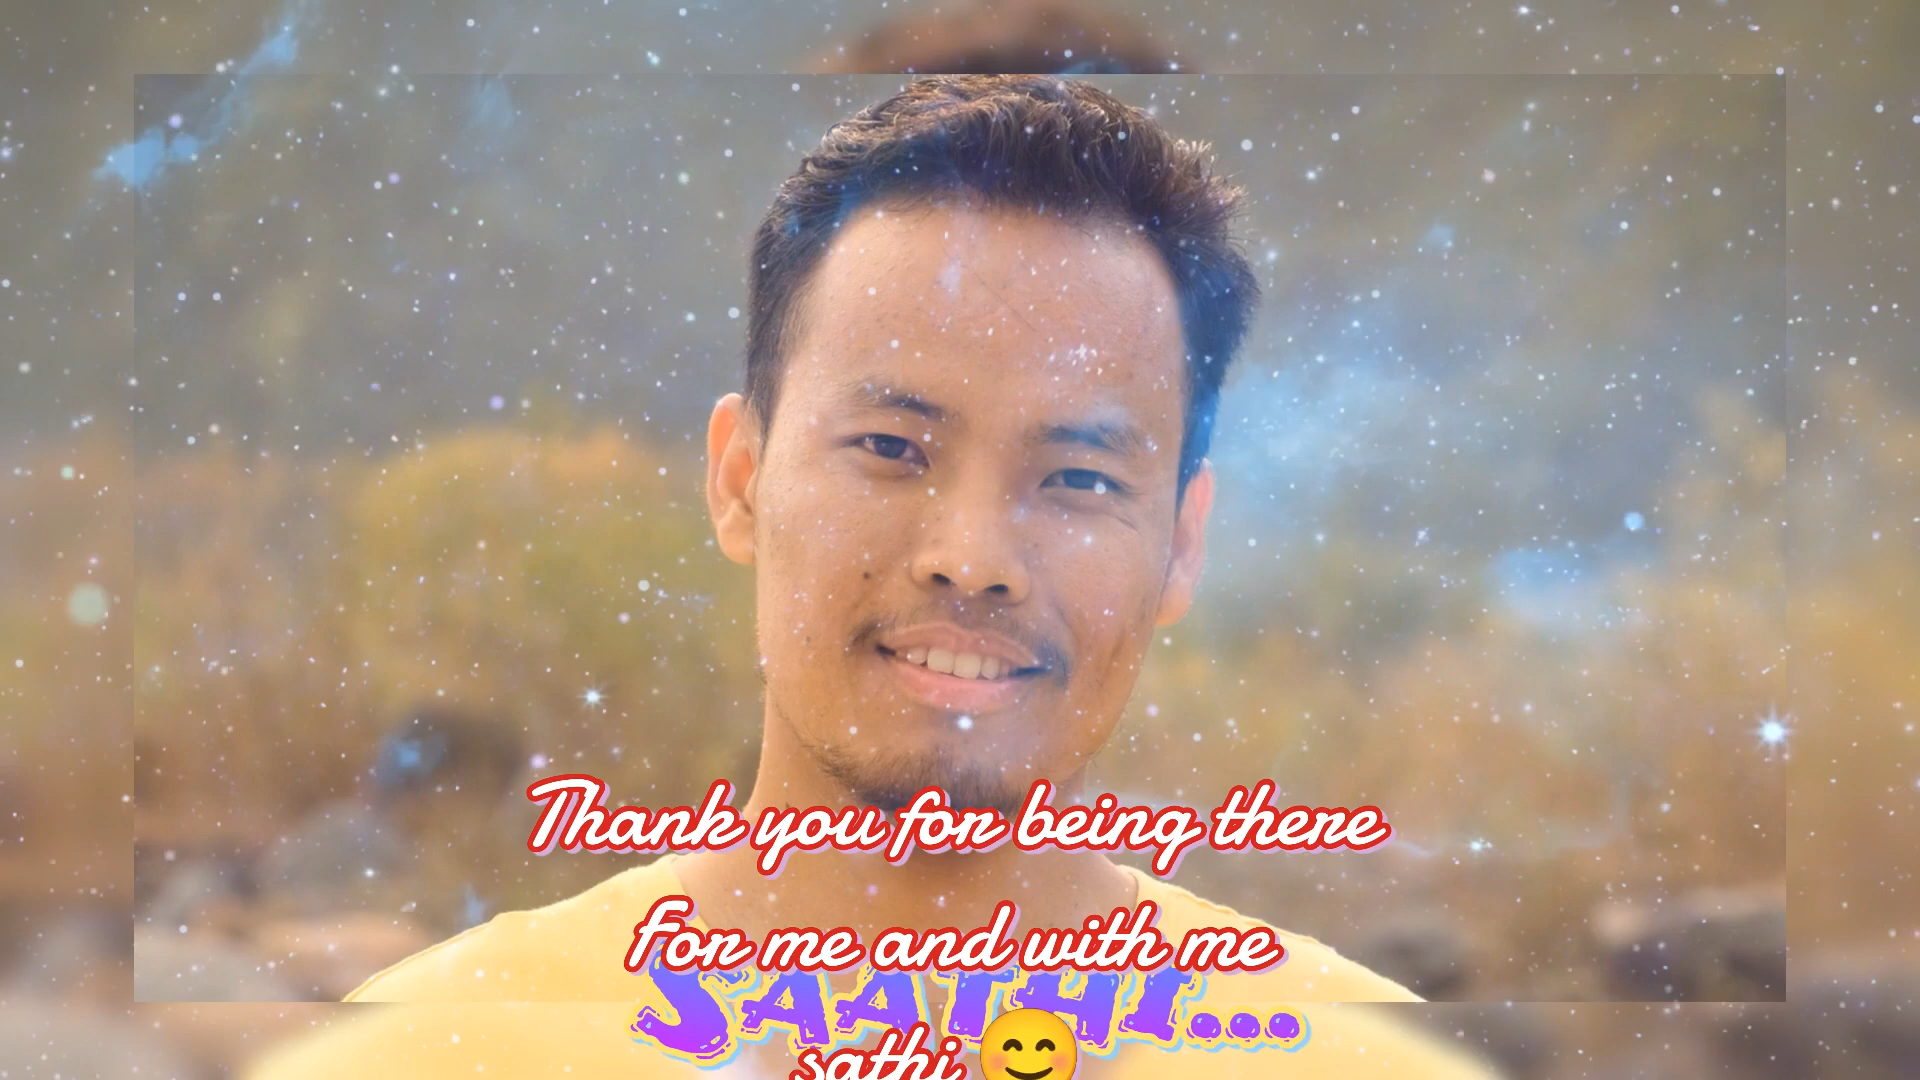 Thank you for being there
For me and with me
SAATHI...
sathi 😊